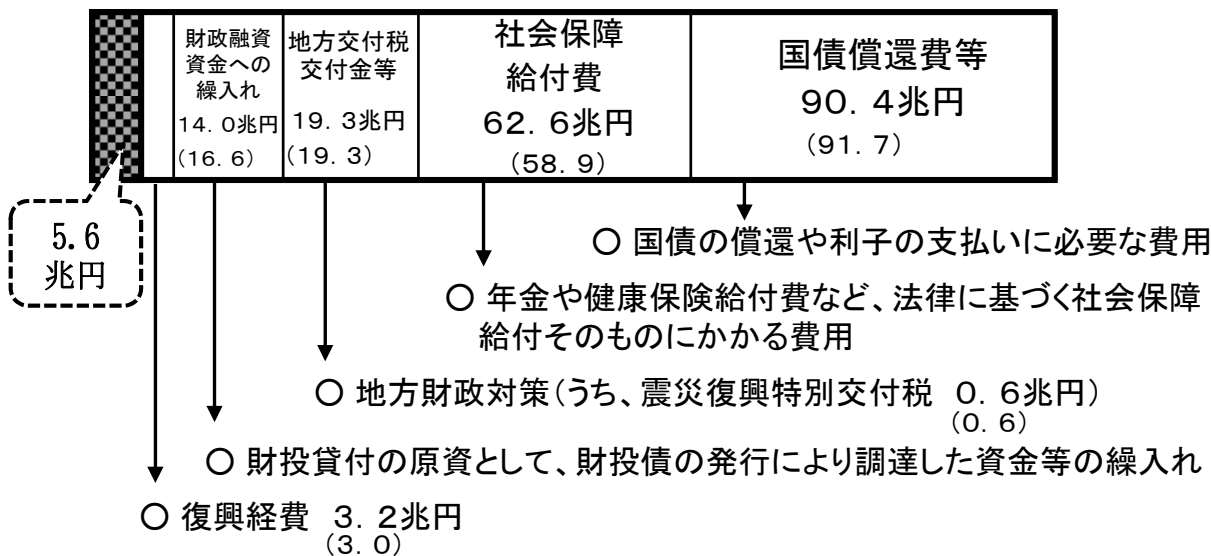 財政融資
資金への
繰入れ
14.0兆円
(16.6)
地方交付税
交付金等
19.3兆円
(19.3)
社会保障
給付費
62.6兆円
(58.9)
国債償還費等
90.4兆円
(91.7)
5.6
兆円
○ 国債の償還や利子の支払いに必要な費用
○ 年金や健康保険給付費など、法律に基づく社会保障
給付そのものにかかる費用
○ 地方財政対策(うち、震災復興特別交付税 0.6兆円)
(0.6)
○ 財投貸付の原資として、財投債の発行により調達した資金等の繰入れ
○ 復興経費 3.2兆円
(3.0)